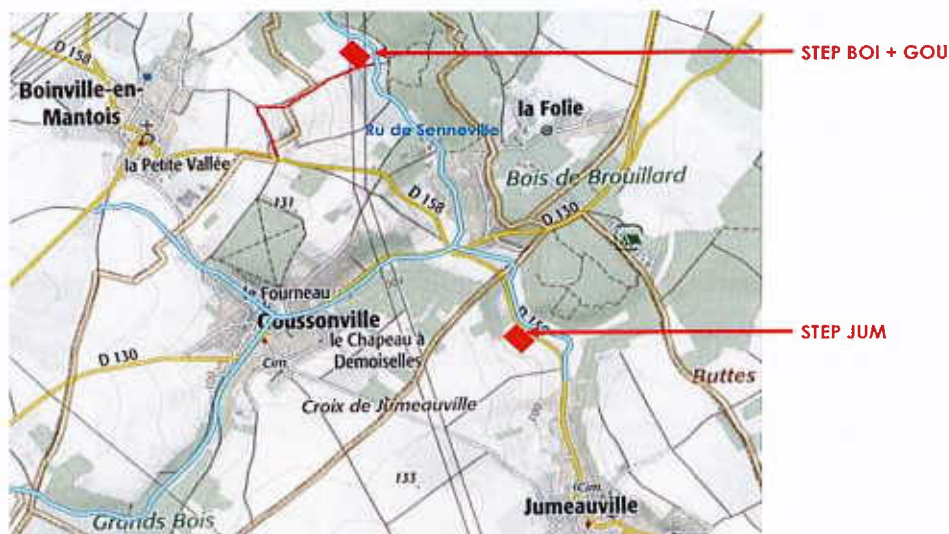 D 158
STEP BOI + GOU
Boinville-en-
Mantois
la Folie
Ru de Senneville
la Petite Vallée
Bois de Brouillard
131
D 158
D 130
le Fourneau
Goussonville
le Chapeau à
Demoiselles
STEP JUM
D 130
Cim.
Croix de Jumeauville
Buttes
133
Cim.
Jumeauville
Grands Bois